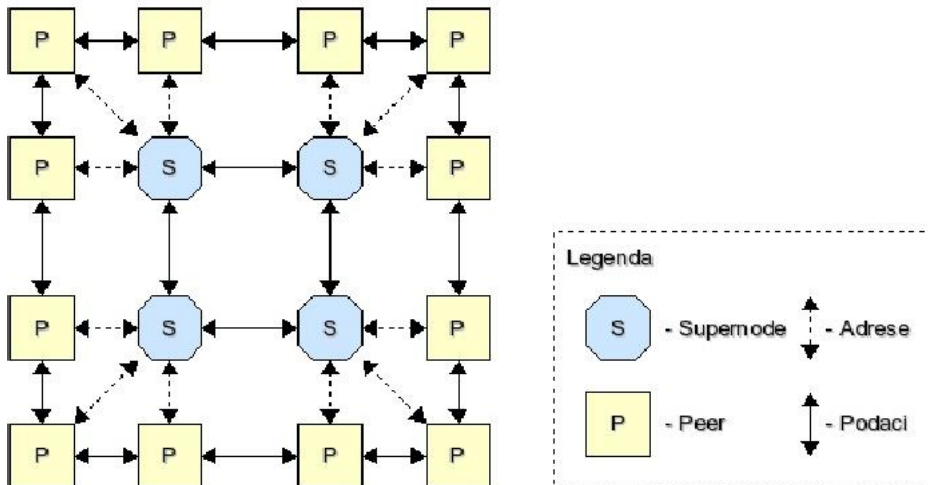 P P P P
P S S P
P S S P
P P P P
Legenda
S - Supernode - Adrese
P - Peer - Podaci